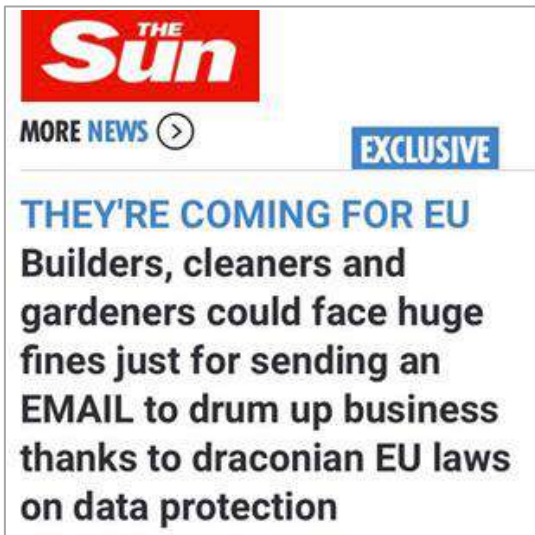 THE
Sun
MORE NEWS
EXCLUSIVE
THEY'RE COMING FOR EU
Builders, cleaners and
gardeners could face huge
fines just for sending an
EMAIL to drum up business
thanks to draconian EU laws
on data protection